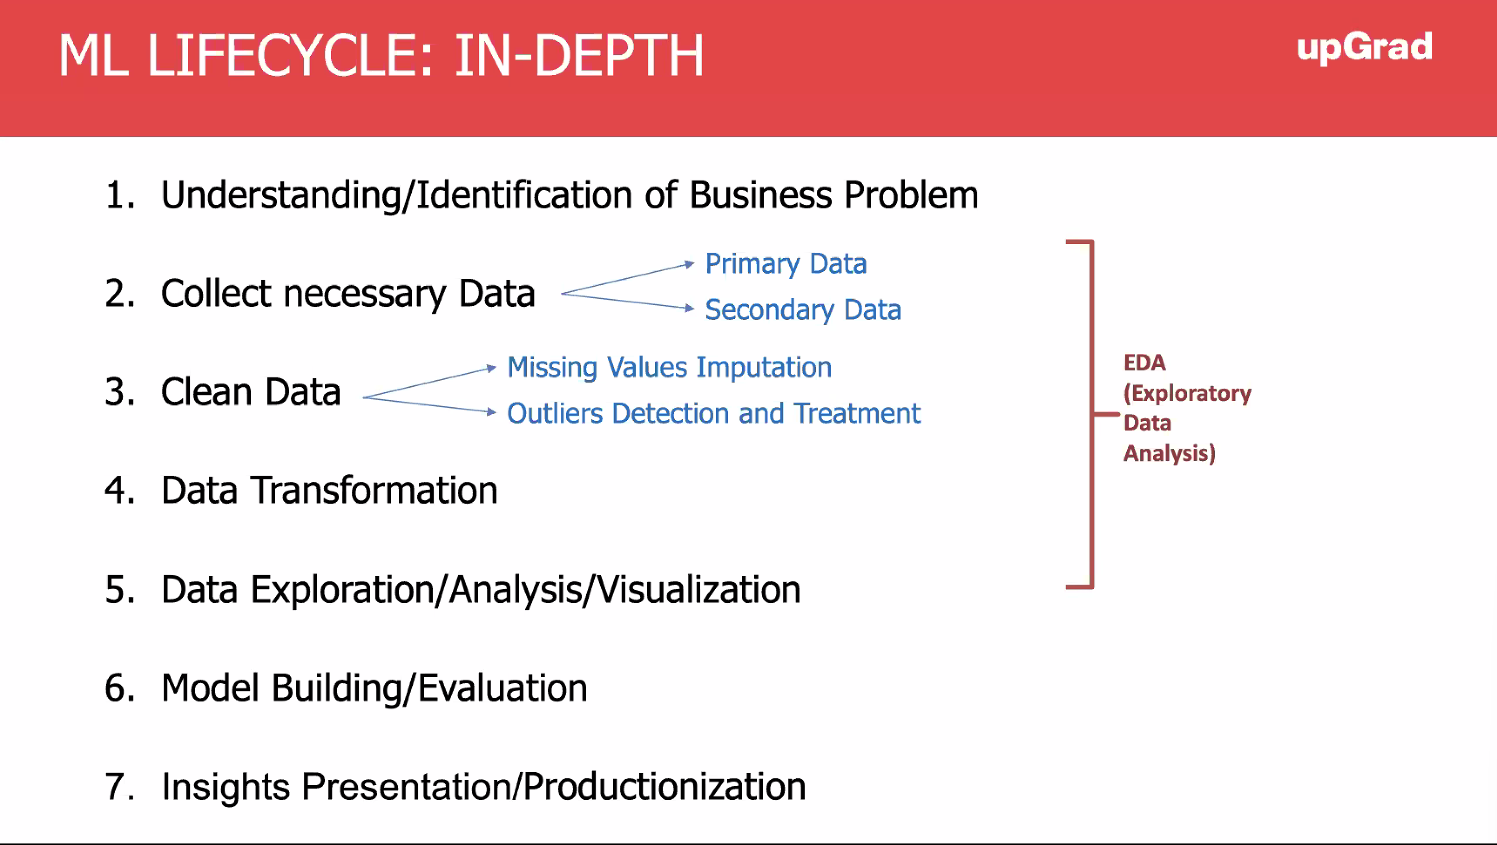 ML LIFECYCLE: IN-DEPTH
upGrad
1. Understanding/Identification of Business Problem
2. Collect necessary Data
Primary Data
Secondary Data
3. Clean Data
Missing Values Imputation
Outliers Detection and Treatment
4. Data Transformation
5. Data Exploration/Analysis/Visualization
6. Model Building/Evaluation
7. Insights Presentation/Productionization
EDA
(Exploratory
Data
Analysis)